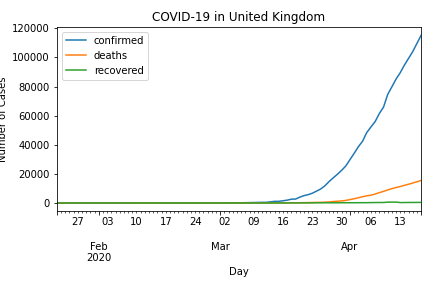 COVID-19 in United Kingdom
120000
100000
80000
60000
40000
20000
0
Number of Cases
confirmed
deaths
recovered
27 03 10 17 24 02 09 16 23 30 06 13
Feb Mar Apr
2020
Day